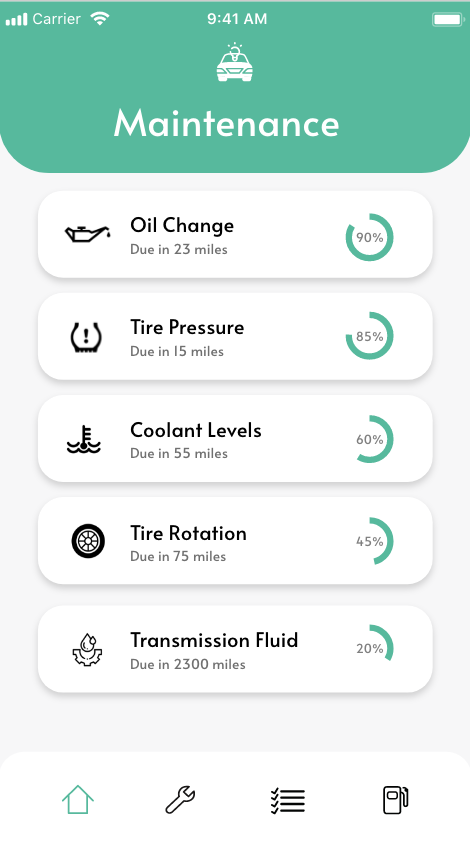 Carrier 9:41 AM
Maintenance
Oil Change
Due in 23 miles
90%
Tire Pressure
Due in 15 miles
85%
Coolant Levels
Due in 55 miles
60%
Tire Rotation
Due in 75 miles
45%
Transmission Fluid
Due in 2300 miles
20%